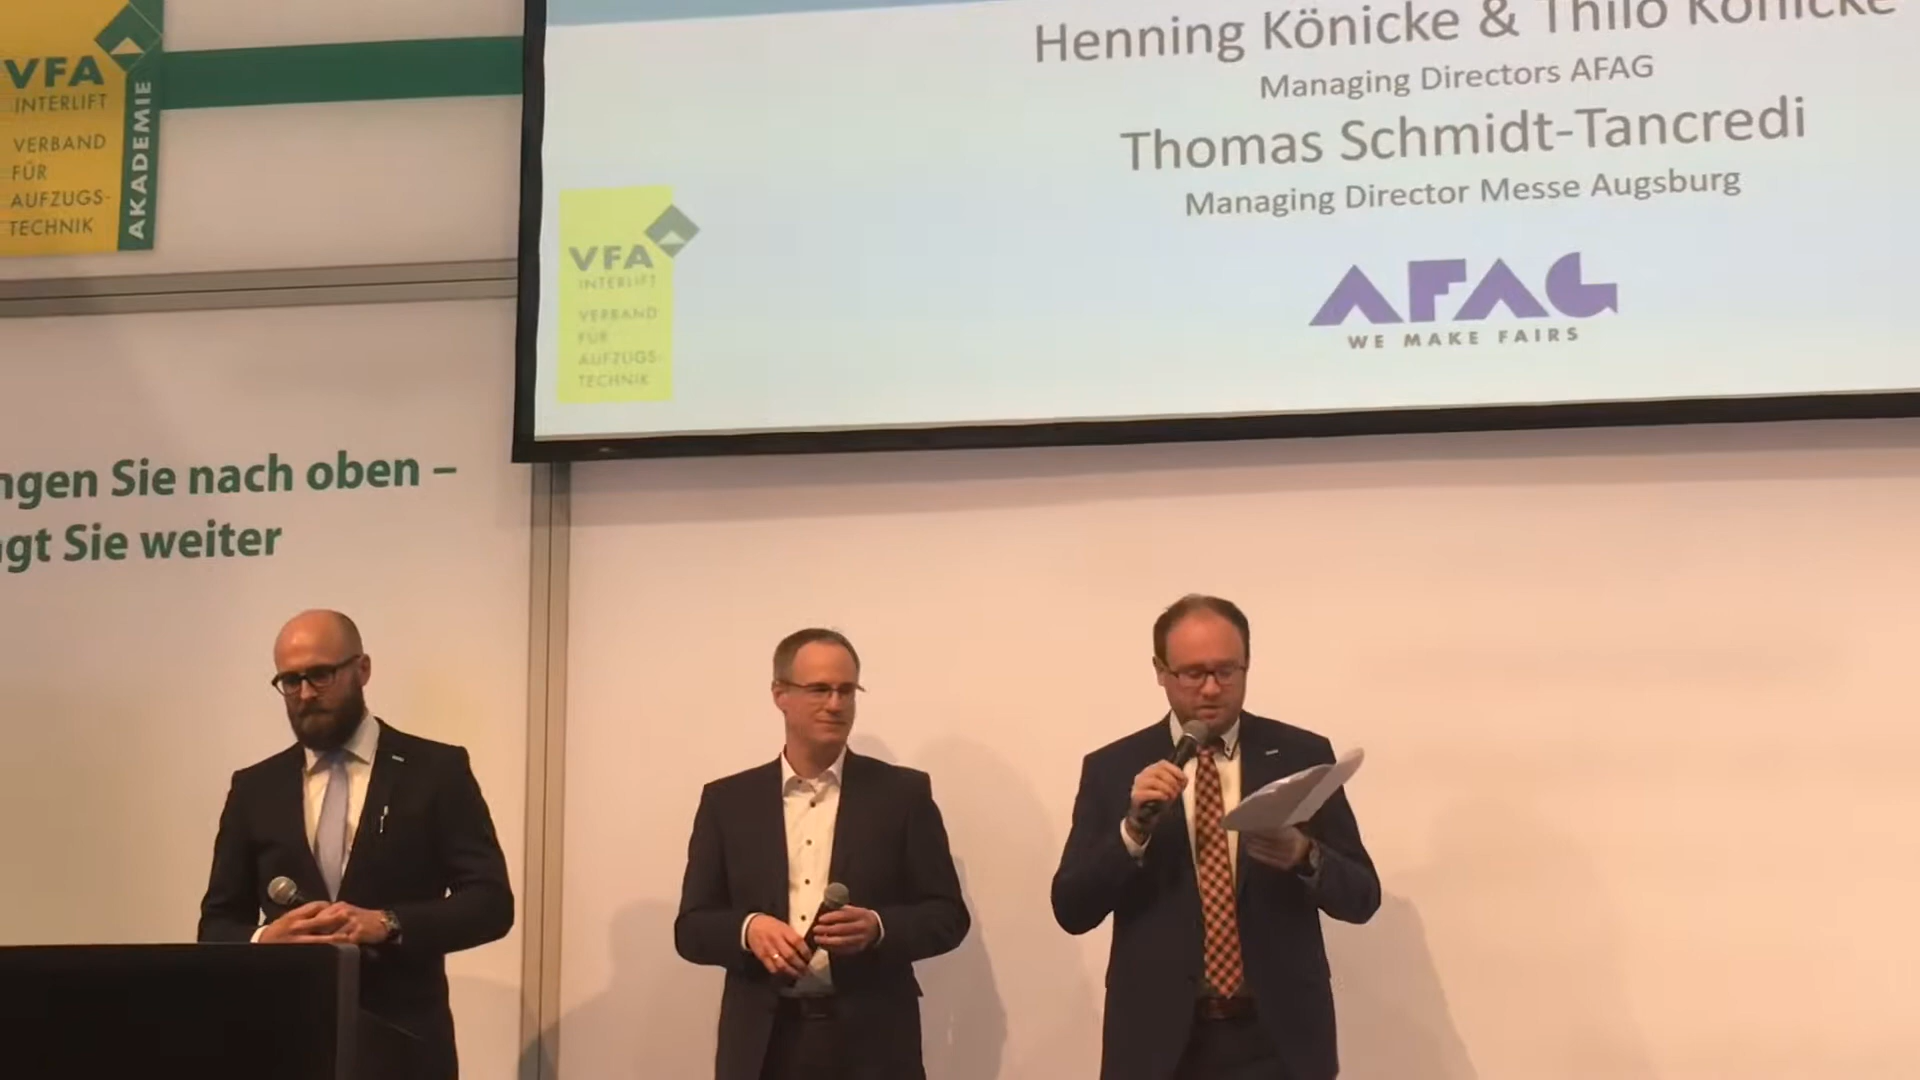 VFA
INTERLIFT
VERBAND
FÜR
AUFZUGS-
TECHNIK
AKADEMIE
Henning Könicke & Thilo Könicke
Managing Directors AFAG
Thomas Schmidt-Tancredi
Managing Director Messe Augsburg
VFA
INTERLIFT
VERBAND
FÜR
AUFZUGS-
TECHNIK
AFAG
WE MAKE FAIRS
ngen Sie nach oben –
gt Sie weiter